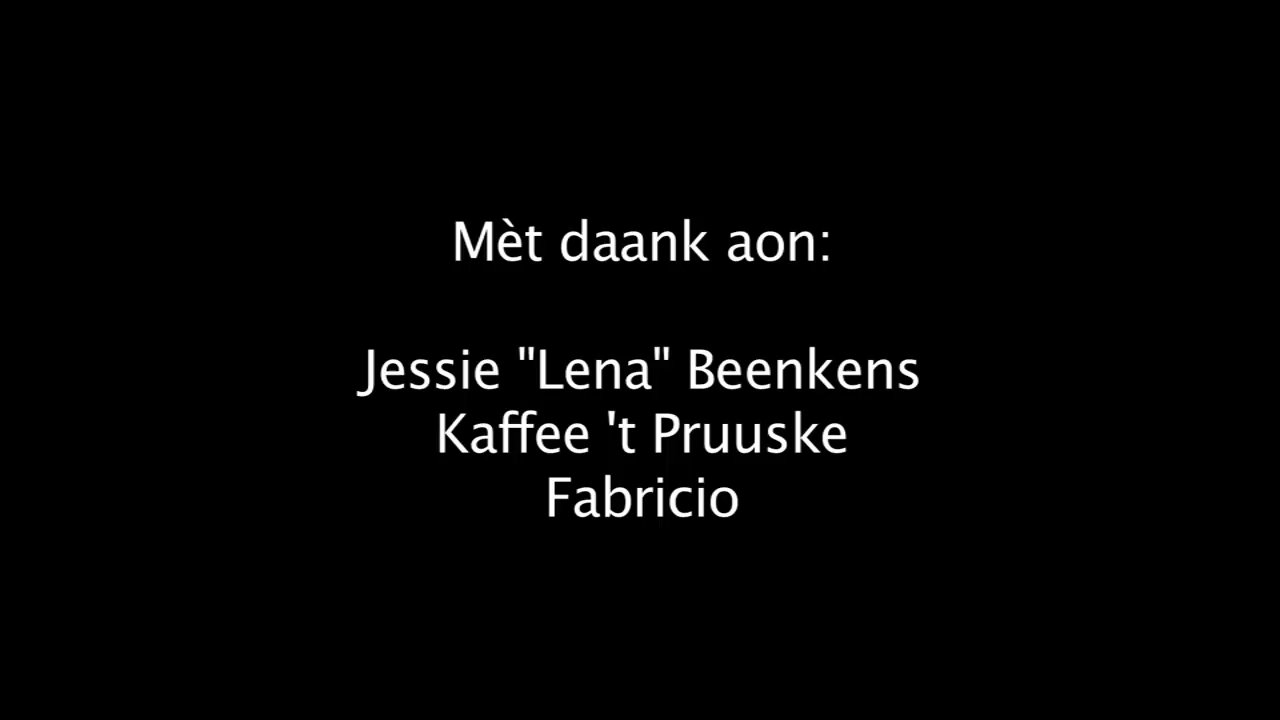 Mèt daank aon:
Jessie "Lena" Beenkens
Kaffee 't Pruuske
Fabricio